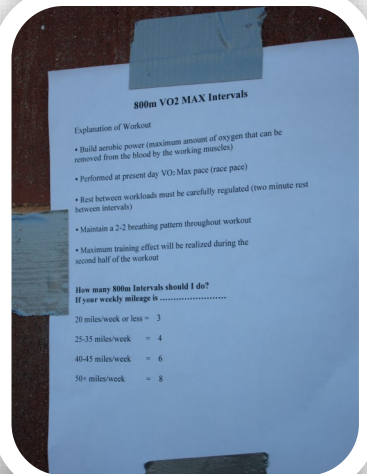 800m VO2 MAX Intervals
Explanation of Workout
• Build aerobic power (maximum amount of oxygen that can be
removed from the blood by the working muscles)
• Performed at present day VO2 Max pace (race pace)
• Rest between workloads must be carefully regulated (two minute rest
between intervals)
• Maintain a 2-2 breathing pattern throughout workout
• Maximum training effect will be realized during the
second half of the workout
How many 800m Intervals should I do?
If your weekly mileage is ........................
20 miles/week or less = 3
25-35 miles/week = 4
40-45 miles/week = 6
50+ miles/week = 8